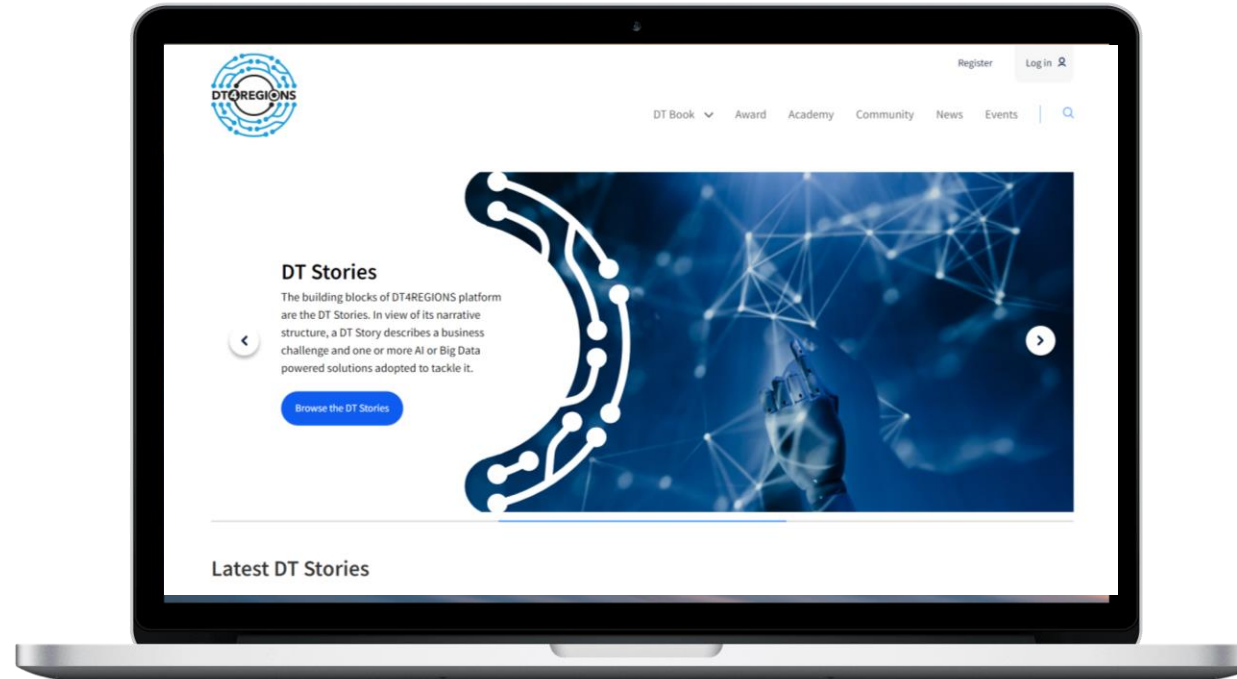 Register
Log in
DT4REGIONS
DT Book
Award
Academy
Community
News
Events
DT Stories
The building blocks of DT4REGIONS platform
are the DT Stories. In view of its narrative
structure, a DT Story describes a business
challenge and one or more AI or Big Data
powered solutions adopted to tackle it.
Browse the DT Stories
Latest DT Stories